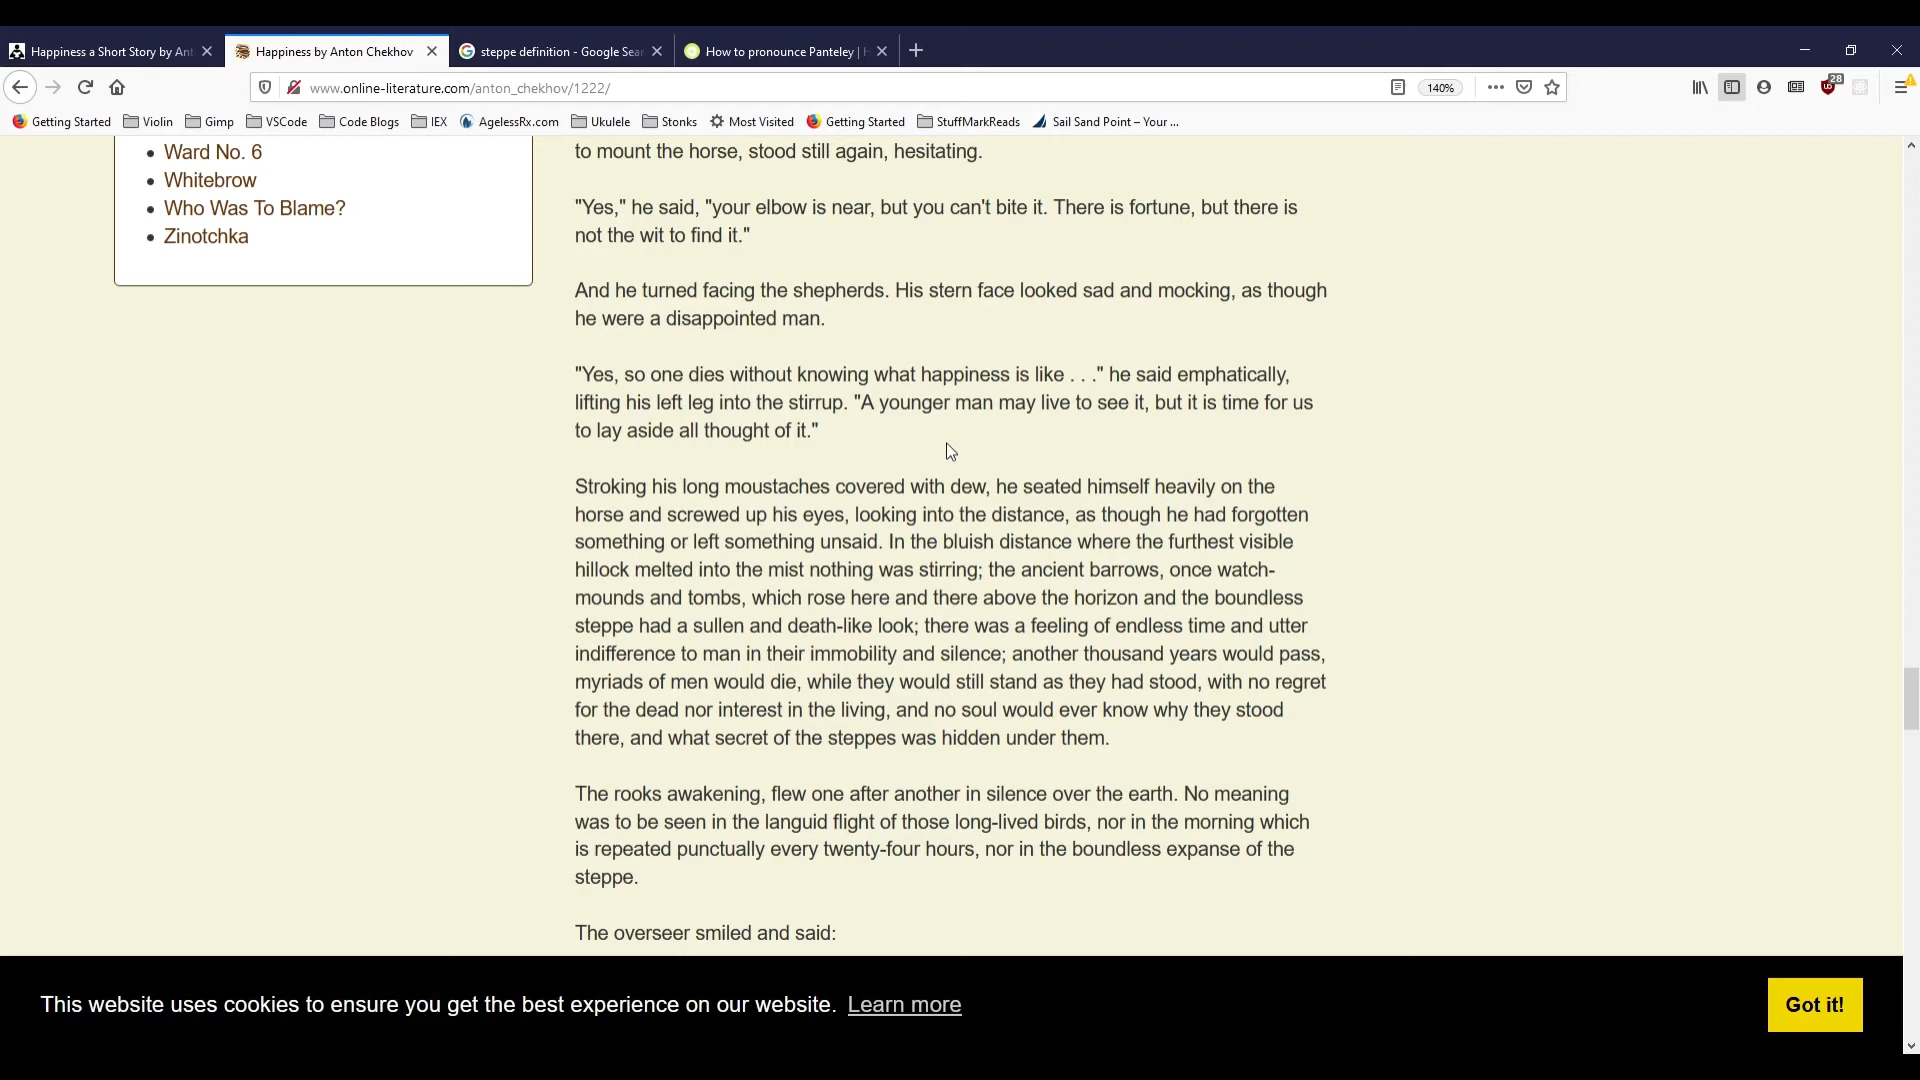 Happiness a Short Story by Ant
Happiness by Anton Chekhov
steppe definition - Google Sea
How to pronounce Panteley | H
www.online-literature.com/anton_chekhov/1222/
140%
28
Getting Started
Violin
Gimp
VSCode
Code Blogs
IEX
AgelessRx.com
Ukulele
Stonks
Most Visited
Getting Started
StuffMarkReads
Sail Sand Point – Your ...
Ward No. 6
Whitebrow
Who Was To Blame?
Zinotchka
to mount the horse, stood still again, hesitating.
"Yes," he said, "your elbow is near, but you can't bite it. There is fortune, but there is
not the wit to find it."
And he turned facing the shepherds. His stern face looked sad and mocking, as though
he were a disappointed man.
"Yes, so one dies without knowing what happiness is like . . ." he said emphatically,
lifting his left leg into the stirrup. "A younger man may live to see it, but it is time for us
to lay aside all thought of it."
Stroking his long moustaches covered with dew, he seated himself heavily on the
horse and screwed up his eyes, looking into the distance, as though he had forgotten
something or left something unsaid. In the bluish distance where the furthest visible
hillock melted into the mist nothing was stirring; the ancient barrows, once watch-
mounds and tombs, which rose here and there above the horizon and the boundless
steppe had a sullen and death-like look; there was a feeling of endless time and utter
indifference to man in their immobility and silence; another thousand years would pass,
myriads of men would die, while they would still stand as they had stood, with no regret
for the dead nor interest in the living, and no soul would ever know why they stood
there, and what secret of the steppes was hidden under them.
The rooks awakening, flew one after another in silence over the earth. No meaning
was to be seen in the languid flight of those long-lived birds, nor in the morning which
is repeated punctually every twenty-four hours, nor in the boundless expanse of the
steppe.
The overseer smiled and said:
This website uses cookies to ensure you get the best experience on our website. Learn more
Got it!